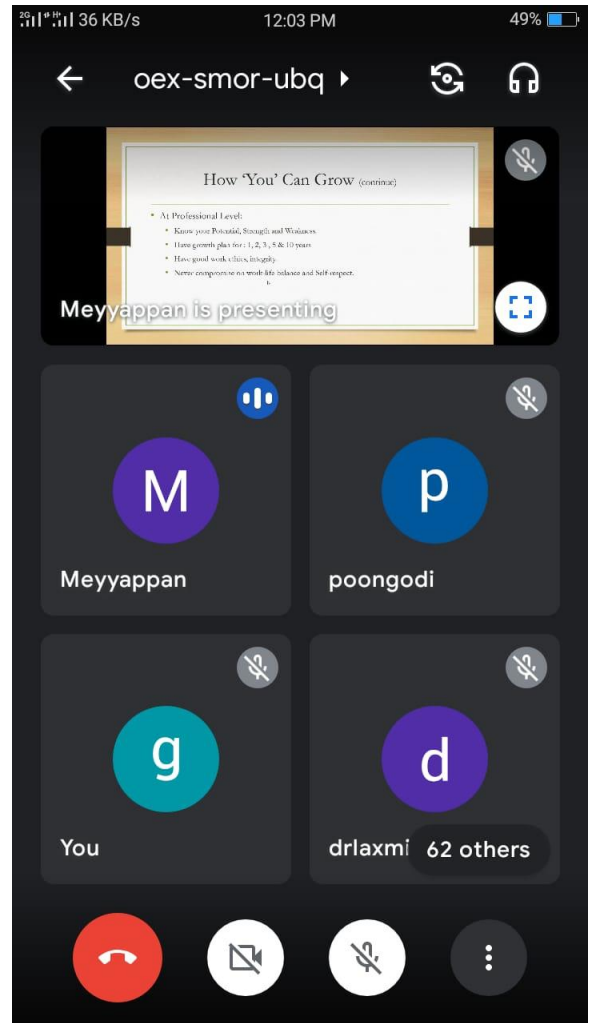 2G H+ 36 KB/s 12:03 PM 49%
oex-smor-ubq
How ‘You’ Can Grow (continue)
• At Professional Level:
• Know your Potential, Strength and Weakness
• Have growth plan for : 1, 2, 3 , 5 & 10 years
• Have good work ethics, integrity.
• Never compromise on work life balance and Self respect.
Meyyappan is presenting
M
Meyyappan
p
poongodi
g
You
d
drlaxmi
62 others